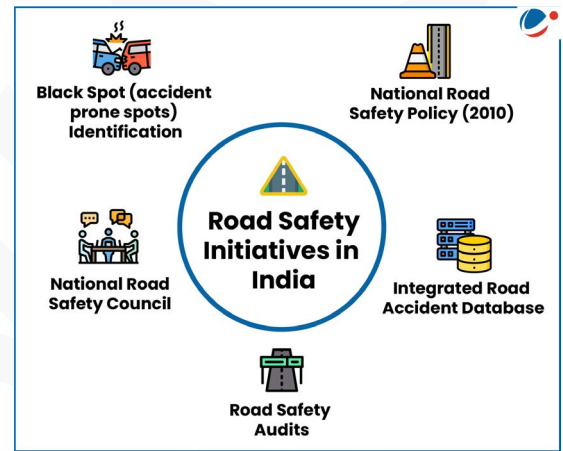 Black Spot (accident
prone spots)
Identification
National Road
Safety Policy (2010)
Road Safety
Initiatives in
India
National Road
Safety Council
Integrated Road
Accident Database
Road Safety
Audits